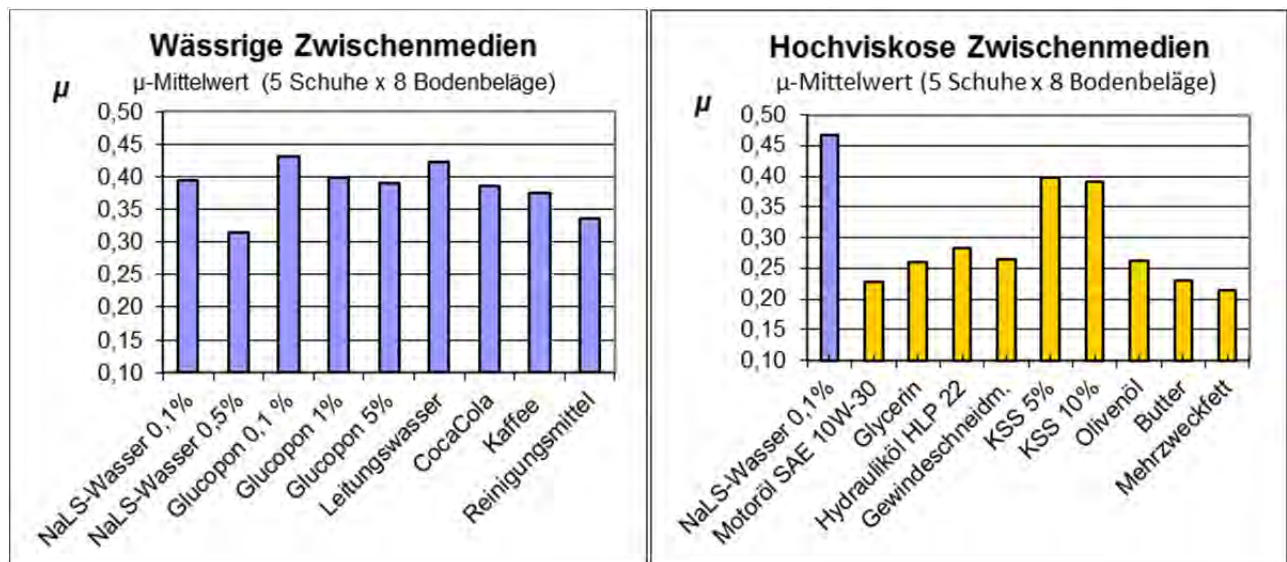 Wässrige Zwischenmedien
µ-Mittelwert (5 Schuhe x 8 Bodenbeläge)
µ
0,50
0,45
0,40
0,35
0,30
0,25
0,20
0,15
0,10
NaLS-Wasser 0,1%
NaLS-Wasser 0,5%
Glucopon 0,1 %
Glucopon 1%
Glucopon 5%
Leitungswasser
CocaCola
Kaffee
Reinigungsmittel
Hochviskose Zwischenmedien
µ-Mittelwert (5 Schuhe x 8 Bodenbeläge)
µ
0,50
0,45
0,40
0,35
0,30
0,25
0,20
0,15
0,10
NaLS-Wasser 0,1%
Motoröl SAE 10W-30
Glycerin
Hydrauliköl HLP 22
Gewindeschneidm.
KSS 5%
KSS 10%
Olivenöl
Butter
Mehrzweckfett